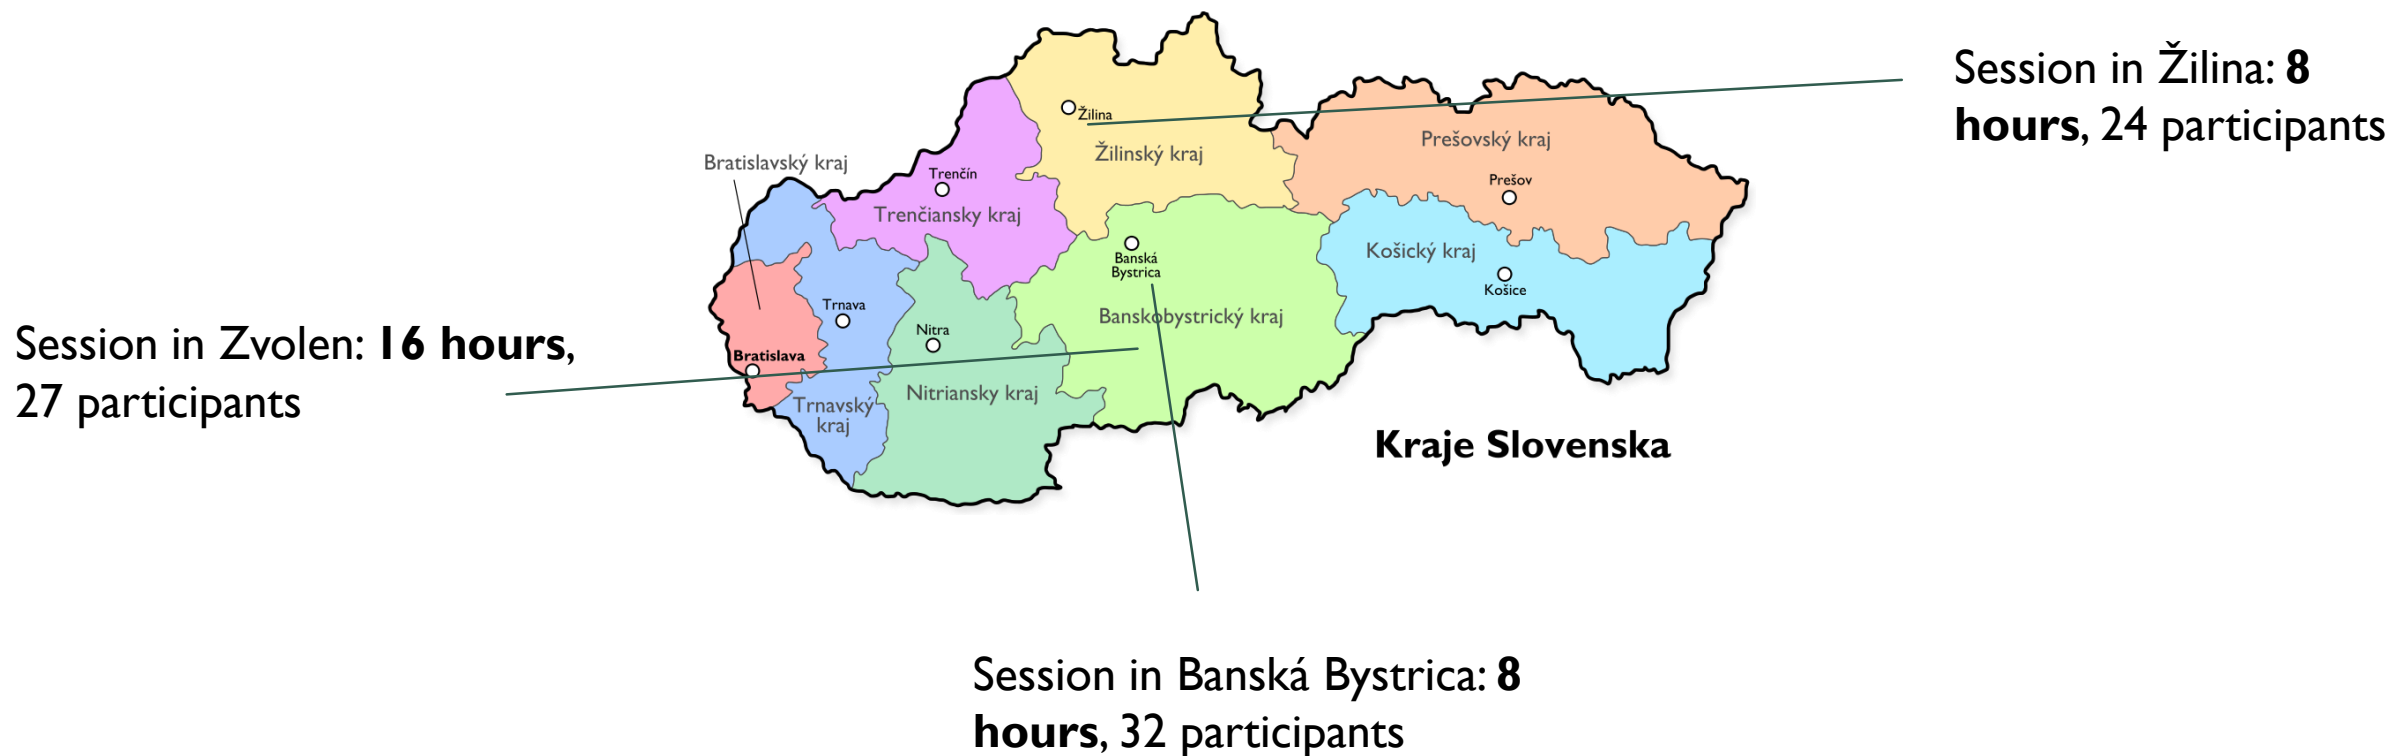 Session in Žilina: 8
hours, 24 participants
Žilina
Žilinský kraj
Prešovský kraj
Bratislavský kraj
Trenčín
Trenčiansky kraj
Prešov
Banská
Bystrica
Košický kraj
Košice
Trnava
Nitra
Banskobystrický kraj
Bratislava
Session in Zvolen: 16 hours,
27 participants
Nitriansky kraj
Trnavský
kraj
Kraje Slovenska
Session in Banská Bystrica: 8
hours, 32 participants